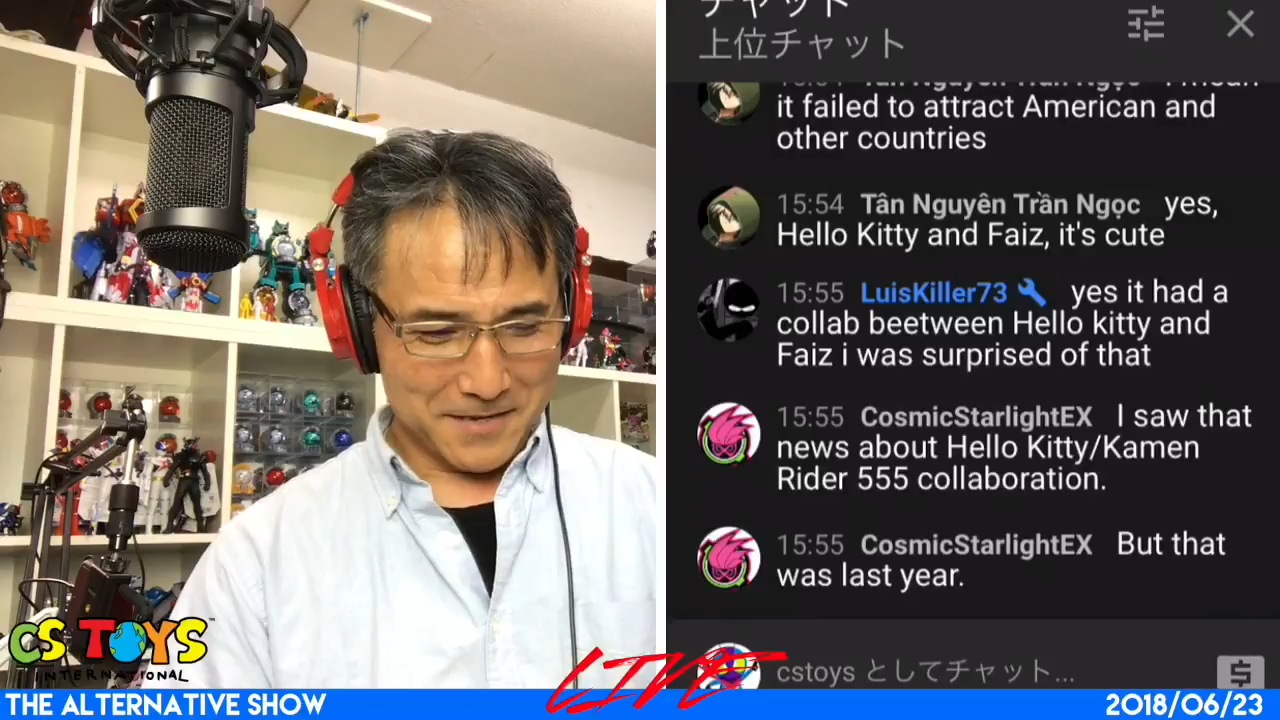 チャット
上位チャット
it failed to attract American and
other countries
15:54 Tân Nguyên Trần Ngọc yes,
Hello Kitty and Faiz, it's cute
15:55 LuisKiller73 yes it had a
collab beetween Hello kitty and
Faiz i was surprised of that
15:55 CosmicStarlightEX I saw that
news about Hello Kitty/Kamen
Rider 555 collaboration.
15:55 CosmicStarlightEX But that
was last year.
cstoys としてチャット...
CS TOYS
INTERNATIONAL
LIVE
THE ALTERNATIVE SHOW
2018/06/23